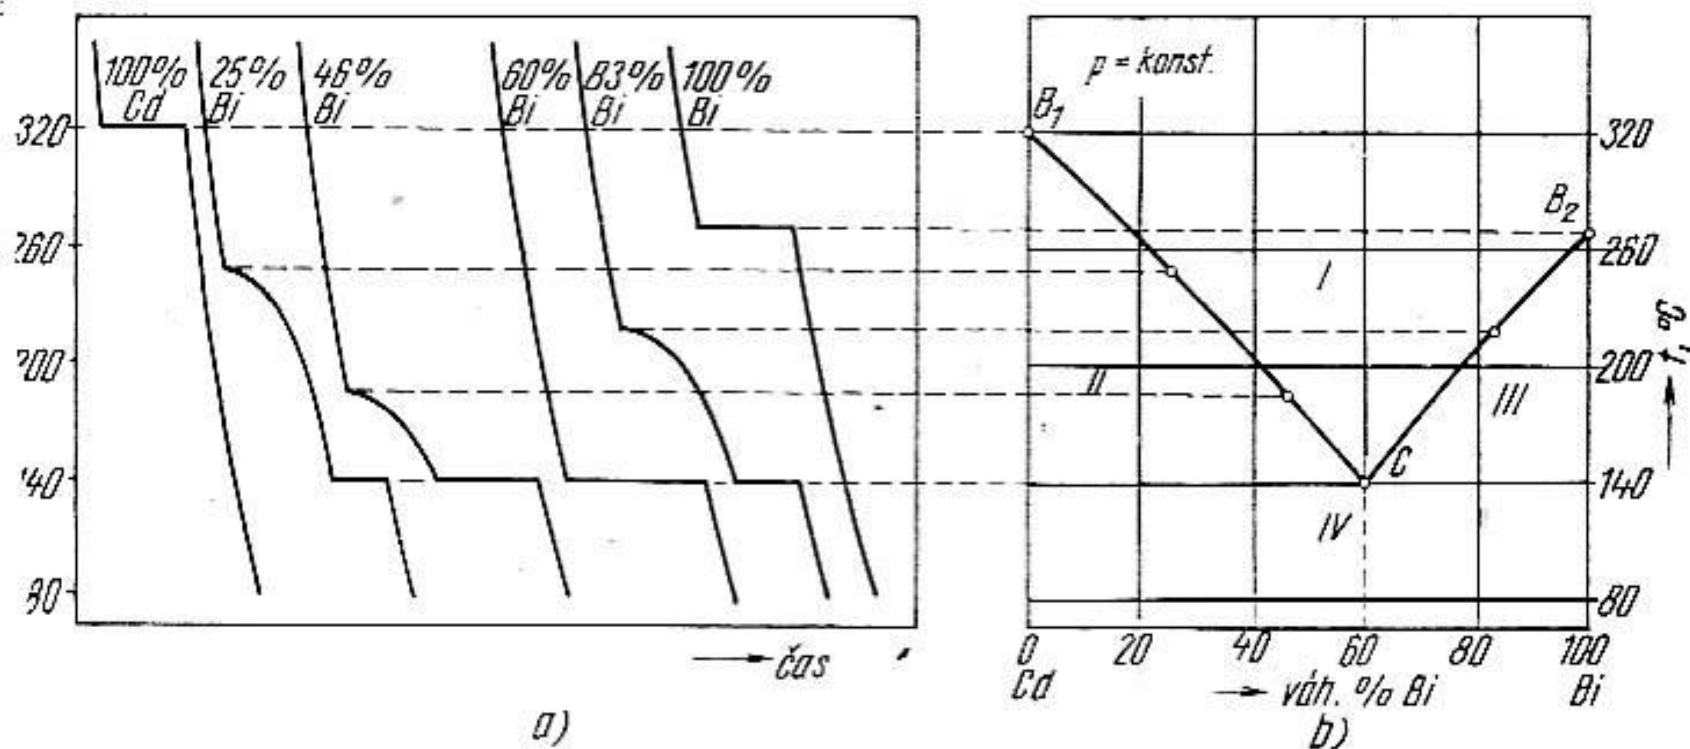 100% Cd
25% Bi
46% Bi
60% Bi
83% Bi
100% Bi
320
260
200
40
80
čas
a)
p = konst.
B₁
B₂
I
II
III
C
IV
320
260
200
140
80
t, °C
0
20
40
60
80
100
Cd
váh. % Bi
Bi
b)